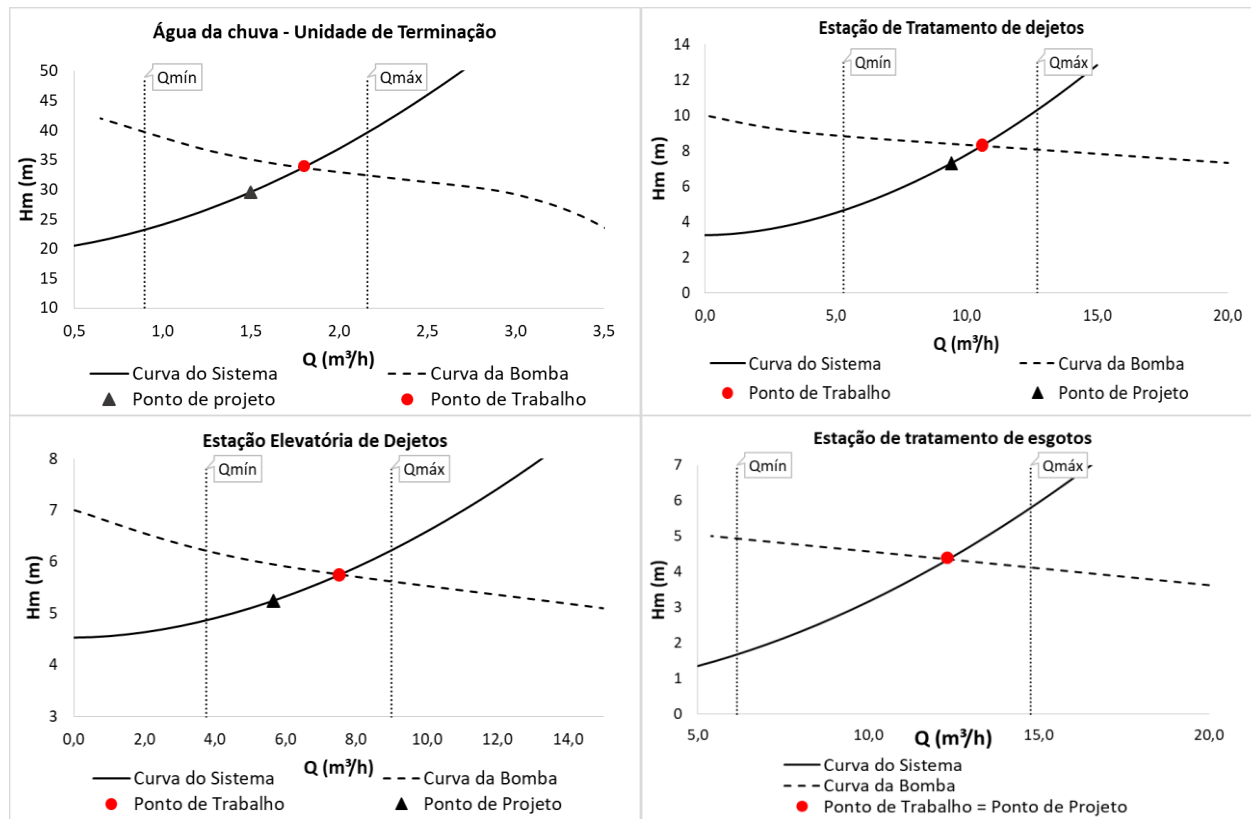 Água da chuva - Unidade de Terminação
Qmín
Qmáx
Hm (m)
50
45
40
35
30
25
20
15
10
0,5 1,0 1,5 2,0 2,5 3,0 3,5
Q (m³/h)
Curva do Sistema
Curva da Bomba
Ponto de projeto
Ponto de Trabalho
Estação de Tratamento de dejetos
Qmín
Qmáx
Hm (m)
14
12
10
8
6
4
2
0
0,0 5,0 10,0 15,0 20,0
Q (m³/h)
Curva do Sistema
Curva da Bomba
Ponto de Trabalho
Ponto de Projeto
Estação Elevatória de Dejetos
Qmín
Qmáx
Hm (m)
8
7
6
5
4
3
0,0 2,0 4,0 6,0 8,0 10,0 12,0 14,0
Q (m³/h)
Curva do Sistema
Curva da Bomba
Ponto de Trabalho
Ponto de Projeto
Estação de tratamento de esgotos
Qmín
Qmáx
Hm (m)
7
6
5
4
3
2
1
0
5,0 10,0 15,0 20,0
Q (m³/h)
Curva do Sistema
Curva da Bomba
Ponto de Trabalho = Ponto de Projeto